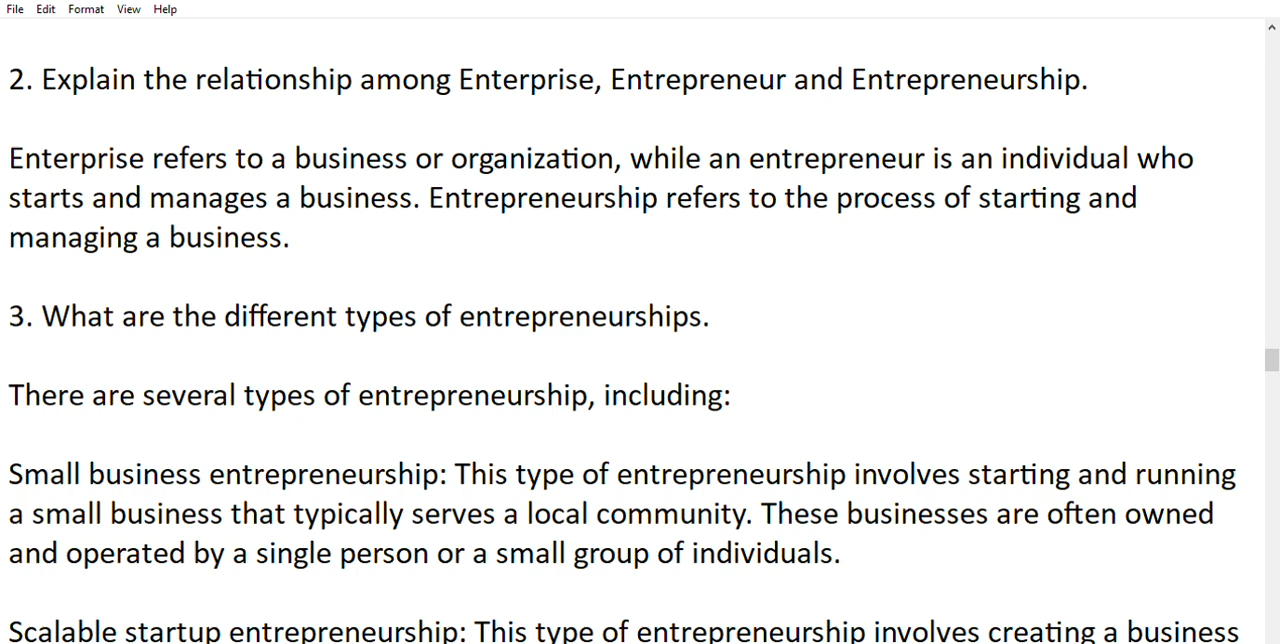 File Edit Format View Help
2. Explain the relationship among Enterprise, Entrepreneur and Entrepreneurship.
Enterprise refers to a business or organization, while an entrepreneur is an individual who
starts and manages a business. Entrepreneurship refers to the process of starting and
managing a business.
3. What are the different types of entrepreneurships.
There are several types of entrepreneurship, including:
Small business entrepreneurship: This type of entrepreneurship involves starting and running
a small business that typically serves a local community. These businesses are often owned
and operated by a single person or a small group of individuals.
Scalable startup entrepreneurship: This type of entrepreneurship involves creating a business